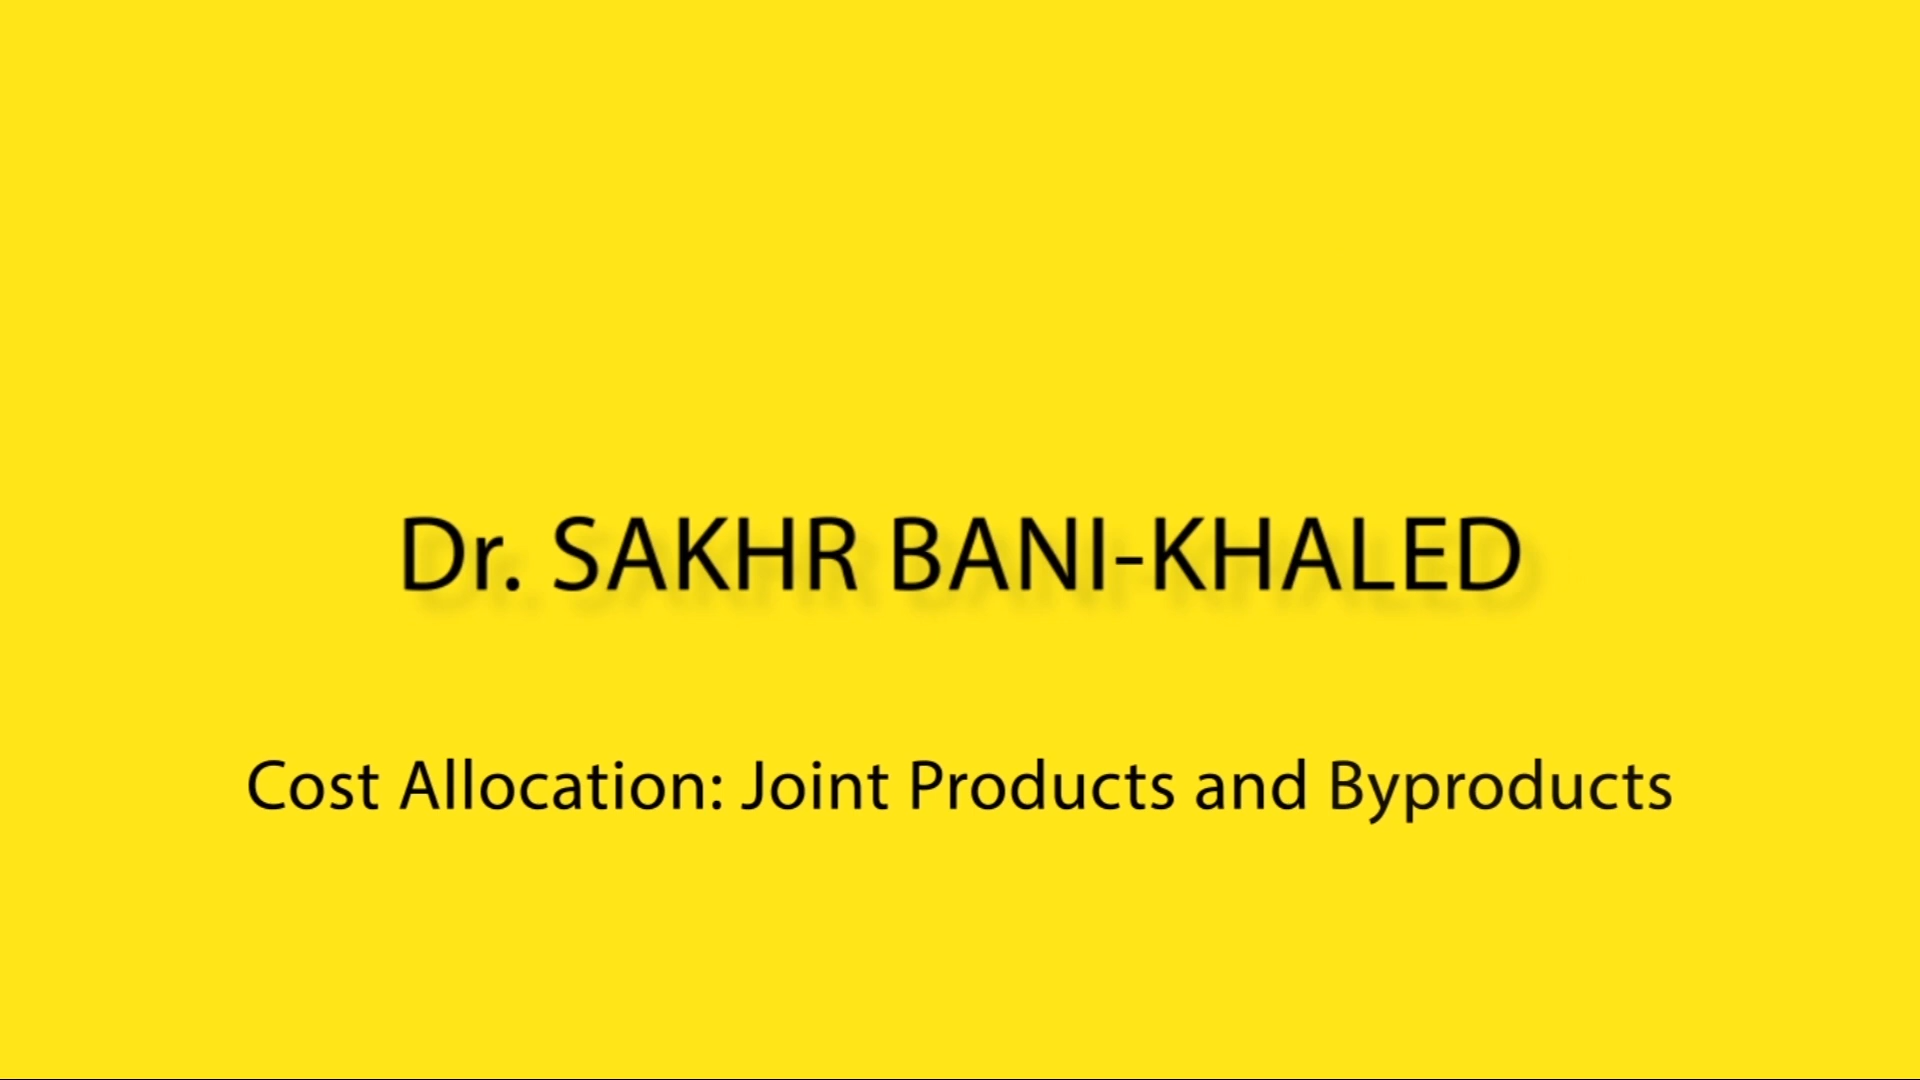 Dr. SAKHR BANI-KHALED
Cost Allocation: Joint Products and Byproducts